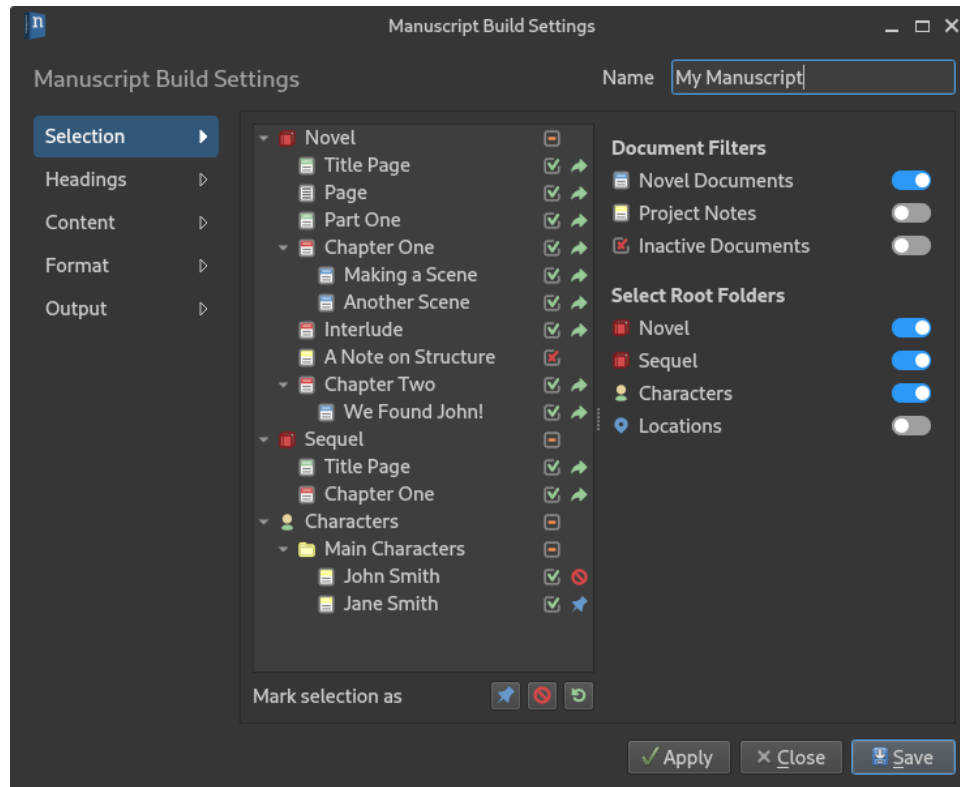 n
Manuscript Build Settings
Manuscript Build Settings
Name
My Manuscript
Selection
Headings
Content
Format
Output
Novel
Title Page
Page
Part One
Chapter One
Making a Scene
Another Scene
Interlude
A Note on Structure
Chapter Two
We Found John!
Sequel
Title Page
Chapter One
Characters
Main Characters
John Smith
Jane Smith
Mark selection as
Document Filters
Novel Documents
Project Notes
Inactive Documents
Select Root Folders
Novel
Sequel
Characters
Locations
Apply
Close
Save